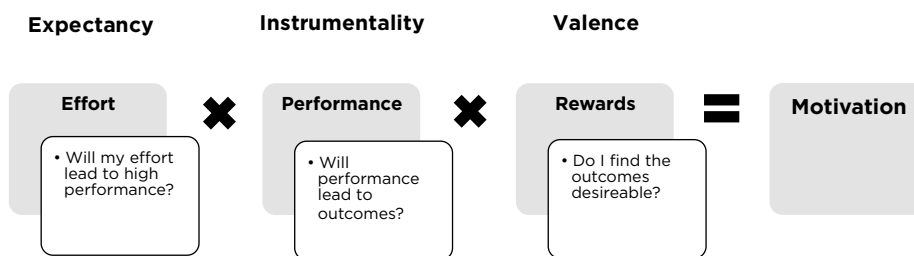 Expectancy
Instrumentality
Valence
Effort
Performance
Rewards
Motivation
• Will my effort
lead to high
performance?
• Will
performance
lead to
outcomes?
• Do I find the
outcomes
desireable?